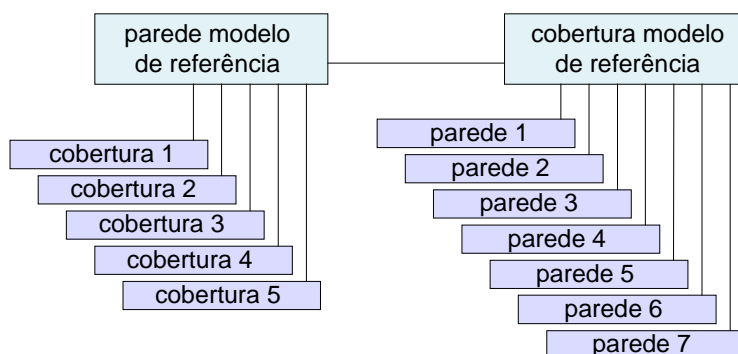 parede modelo
de referência
cobertura modelo
de referência
cobertura 1
cobertura 2
cobertura 3
cobertura 4
cobertura 5
parede 1
parede 2
parede 3
parede 4
parede 5
parede 6
parede 7